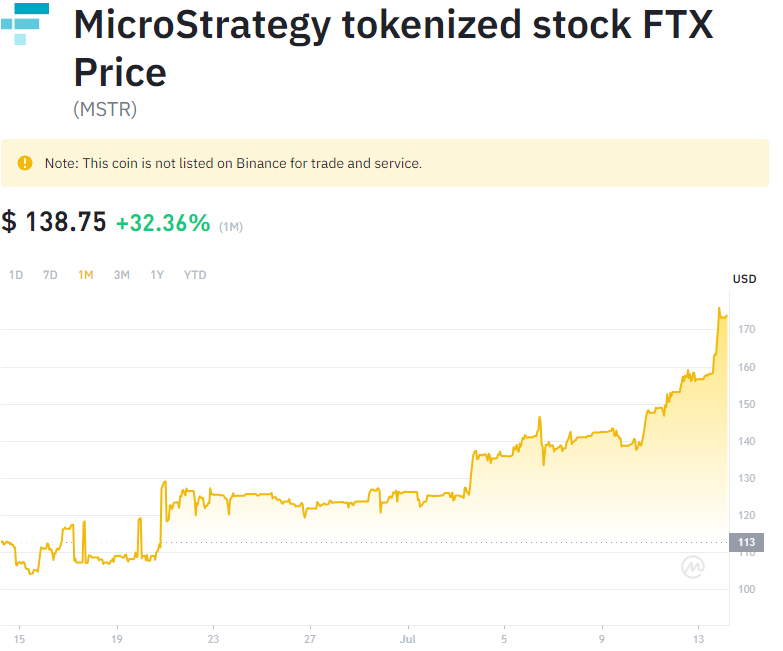 MicroStrategy tokenized stock FTX
Price
(MSTR)
Note: This coin is not listed on Binance for trade and service.
$ 138.75 +32.36% (1M)
1D 7D 1M 3M 1Y YTD
USD
170
160
150
140
130
120
113
110
100
15 19 23 27 Jul 5 9 13